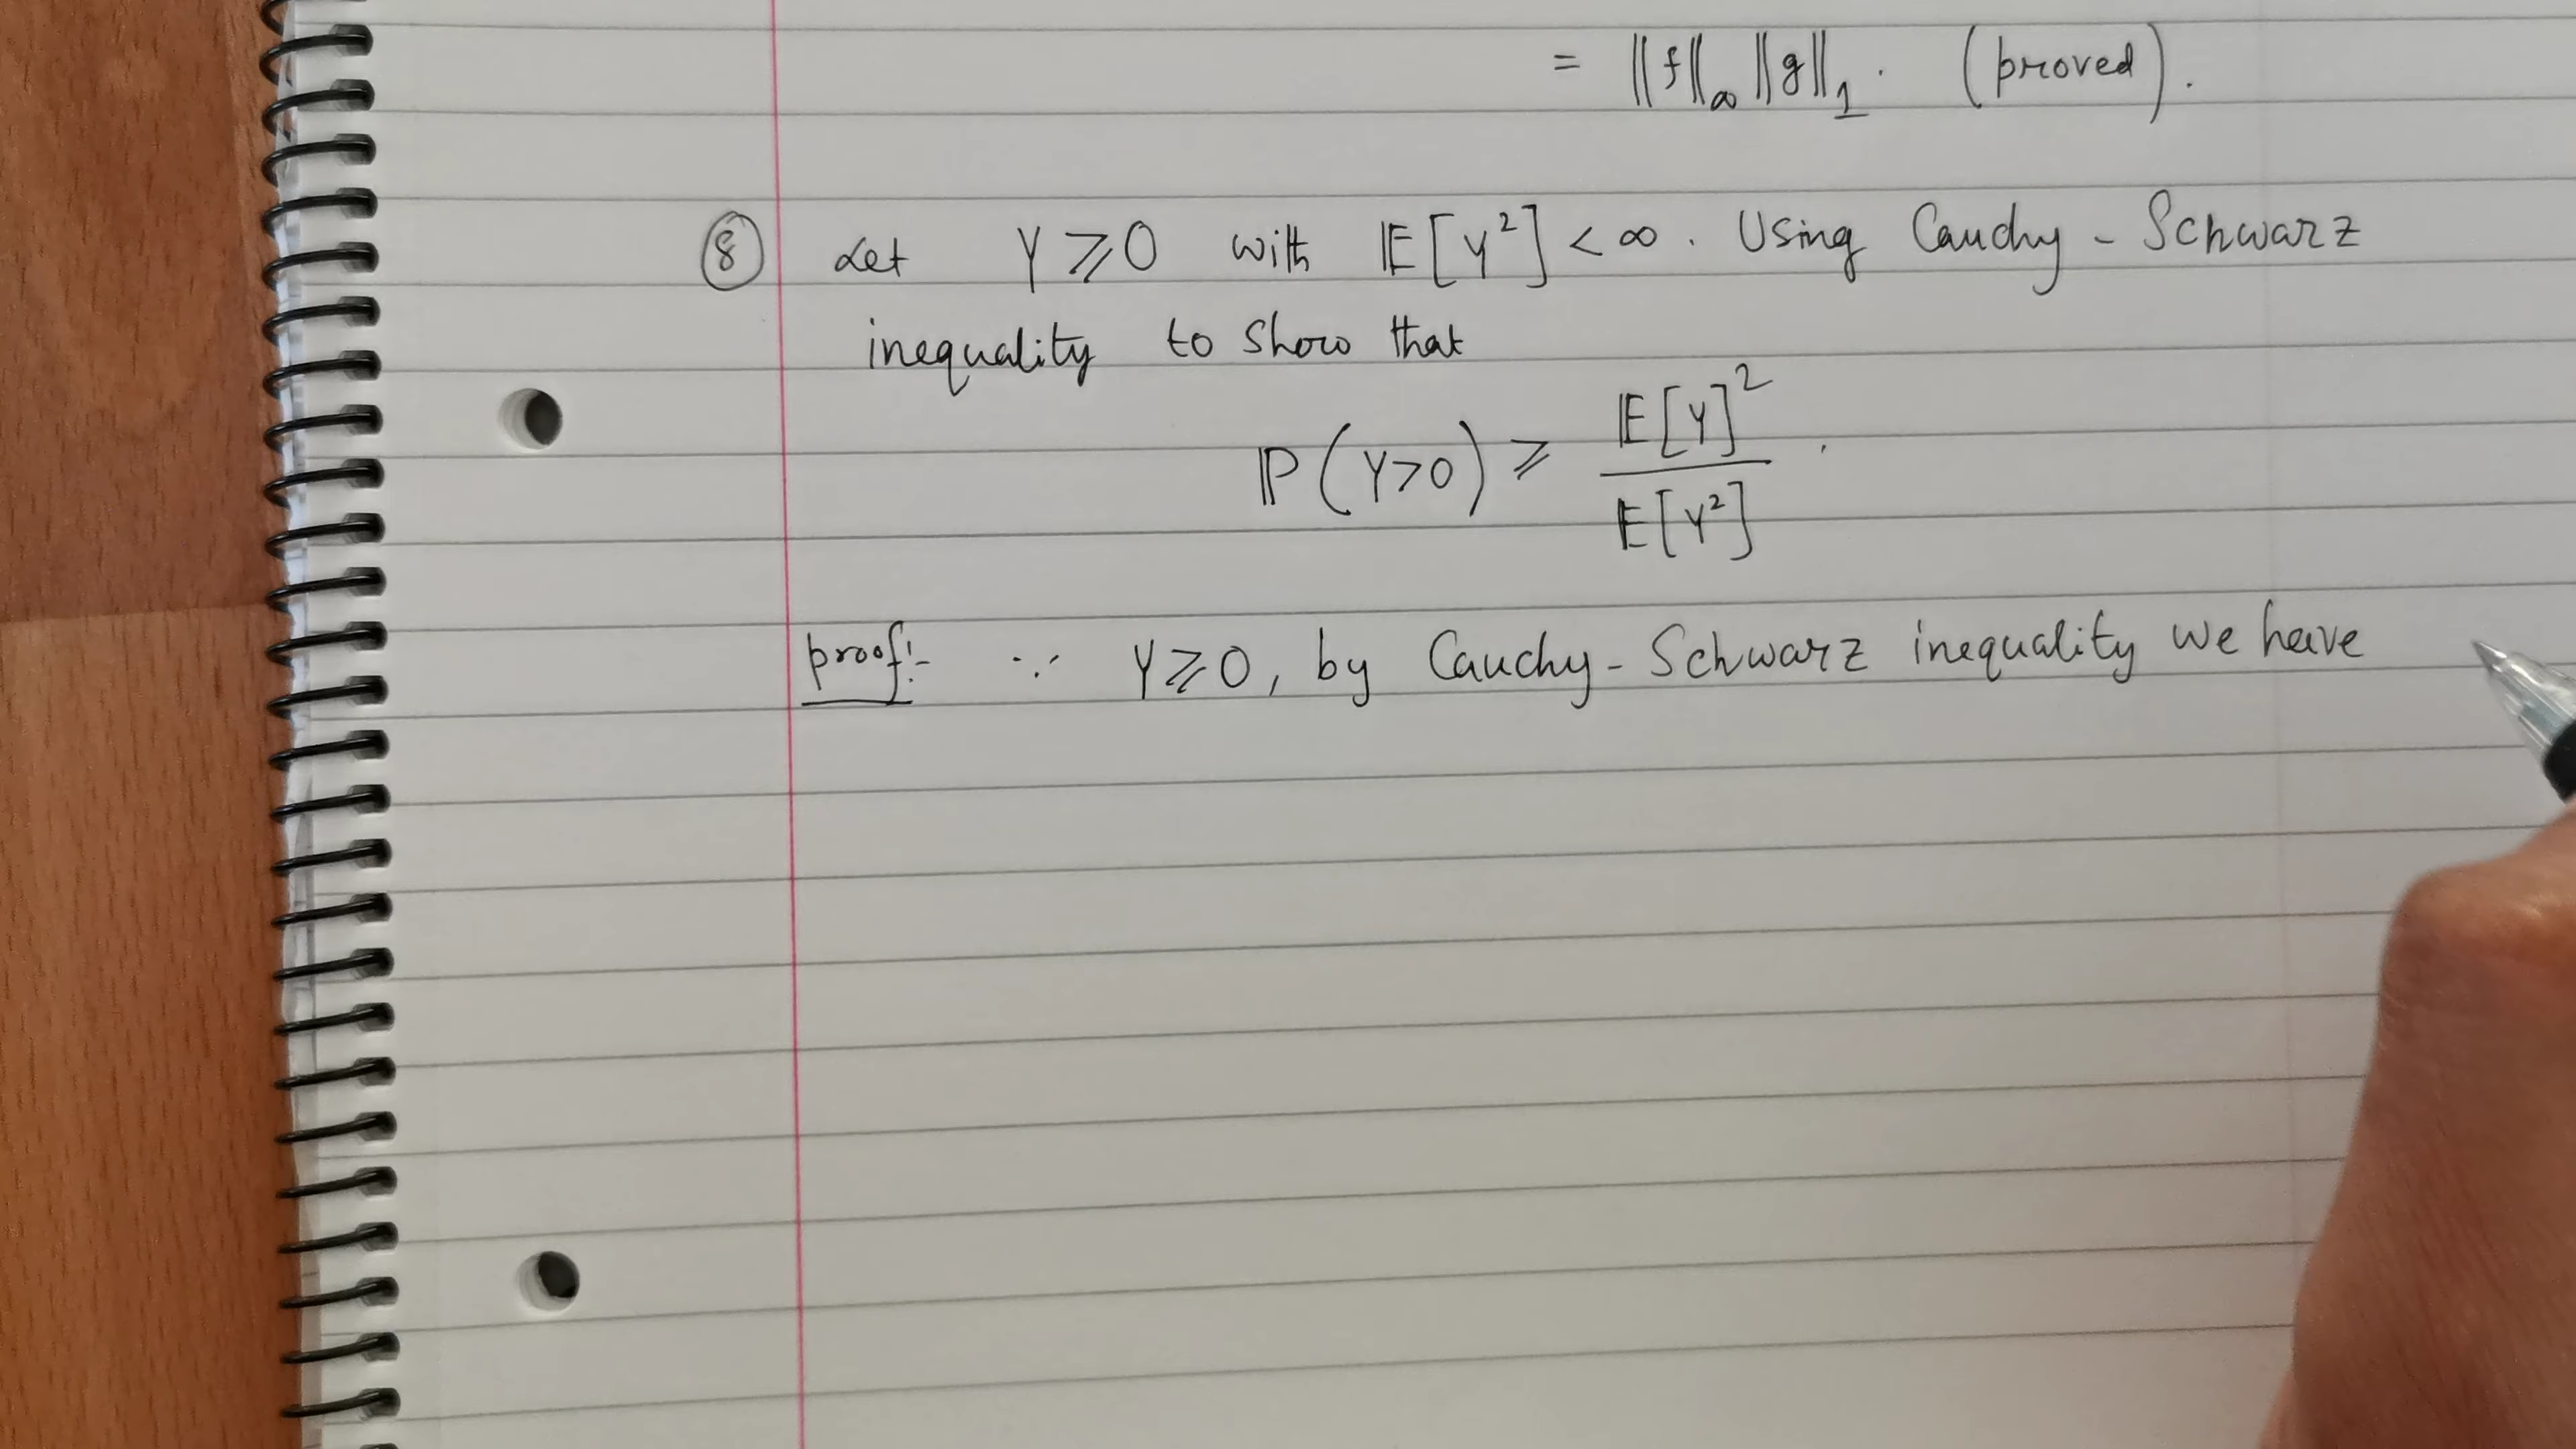 = ||f||_∞ ||g||_1 . (proved).
⑧ Let Y ⩾ 0 with 𝔼[Y²] < ∞ . Using Cauchy - Schwarz
inequality to show that
ℙ(Y>0) ⩾ 𝔼[Y]² / 𝔼[Y²] .
proof:- ∵ Y⩾0, by Cauchy - Schwarz inequality we have